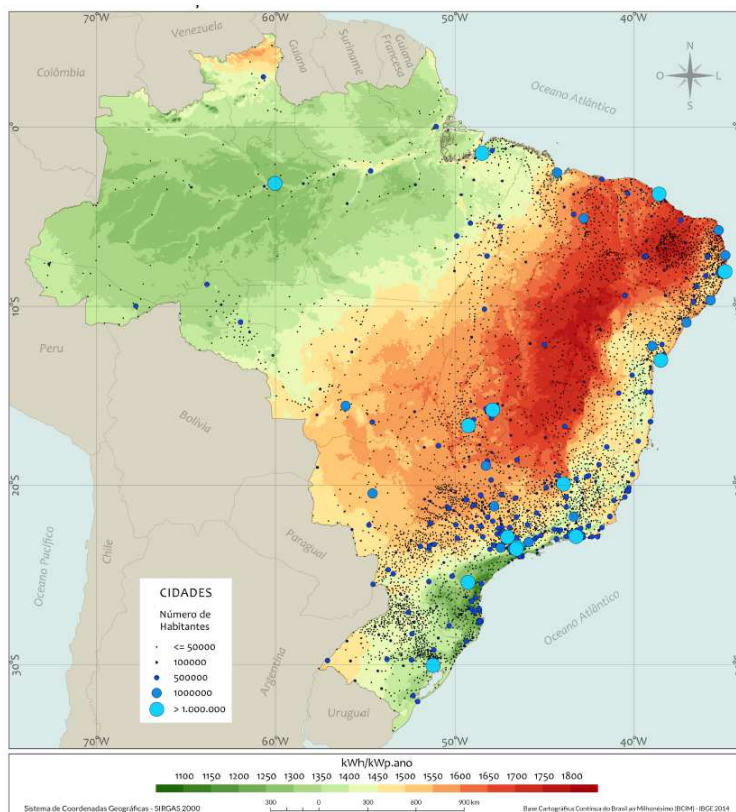 70°W
60°W
50°W
40°W
Venezuela
Guiana
Suriname
Guiana
Francesa
Colômbia
Oceano Atlântico
N
O
L
S
0°
10°S
Peru
Bolívia
20°S
Oceano Pacífico
Chile
Paraguai
Oceano Atlântico
CIDADES
Número de
Habitantes
<= 50000
100000
500000
1000000
> 1.000.000
Argentina
30°S
Uruguai
70°W
60°W
50°W
40°W
kWh/kWp.ano
1100 1150 1200 1250 1300 1350 1400 1450 1500 1600 1650 1700 1750 1800
300 0 300 600 900 km
Sistema de Coordenadas Geográficas - SIRGAS 2000
Base Cartográfica Contínua do Brasil ao Milhonésimo (BCIM) - IBGE 2014